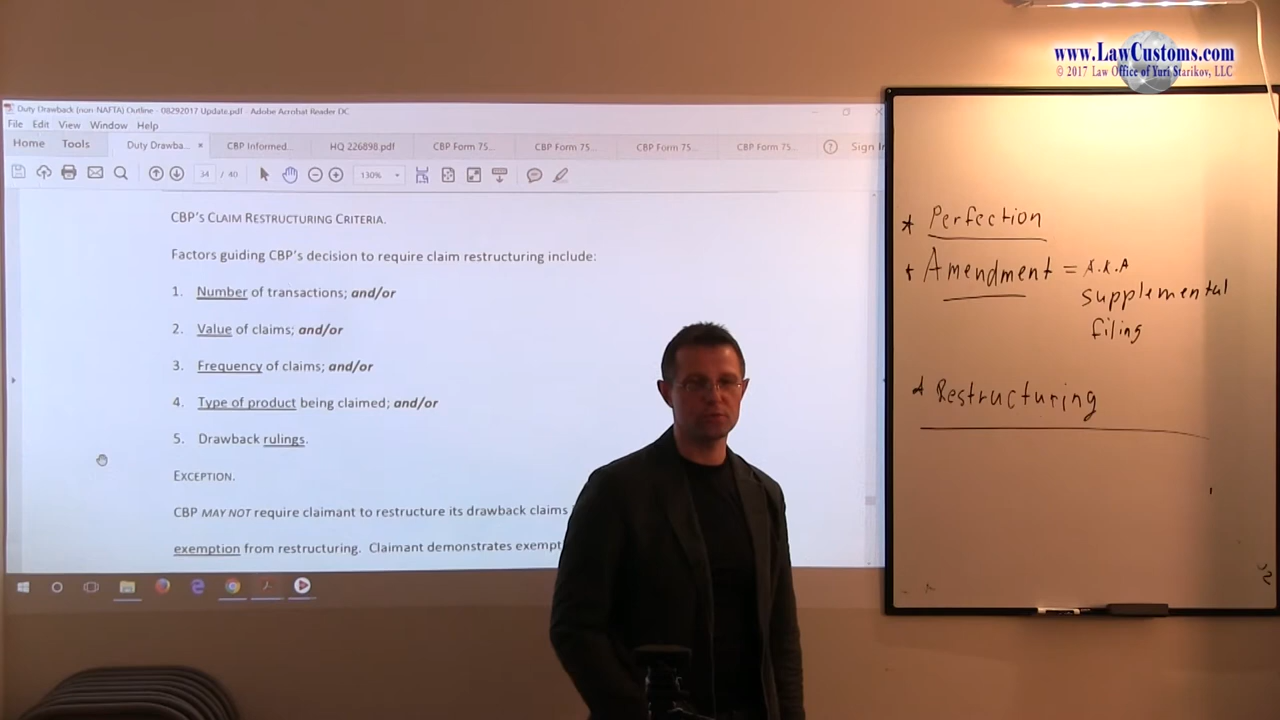 www.LawCustoms.com
© 2017 Law Office of Yuri Starikov, LLC
Duty Drawback (non-NAFTA) Outline - 08292017 Update.pdf - Adobe Acrobat Reader DC
File Edit View Window Help
Home Tools Duty Drawba... × CBP Informed... HQ 226898.pdf CBP Form 75... CBP Form 75... CBP Form 75... CBP Form 75... Sign In
34 / 40 130%
CBP'S CLAIM RESTRUCTURING CRITERIA.
Factors guiding CBP's decision to require claim restructuring include:
1. Number of transactions; and/or
2. Value of claims; and/or
3. Frequency of claims; and/or
4. Type of product being claimed; and/or
5. Drawback rulings.
EXCEPTION.
CBP MAY NOT require claimant to restructure its drawback claims
exemption from restructuring. Claimant demonstrates exempt
* Perfection
* Amendment = A.K.A
supplemental
filing
* Restructuring